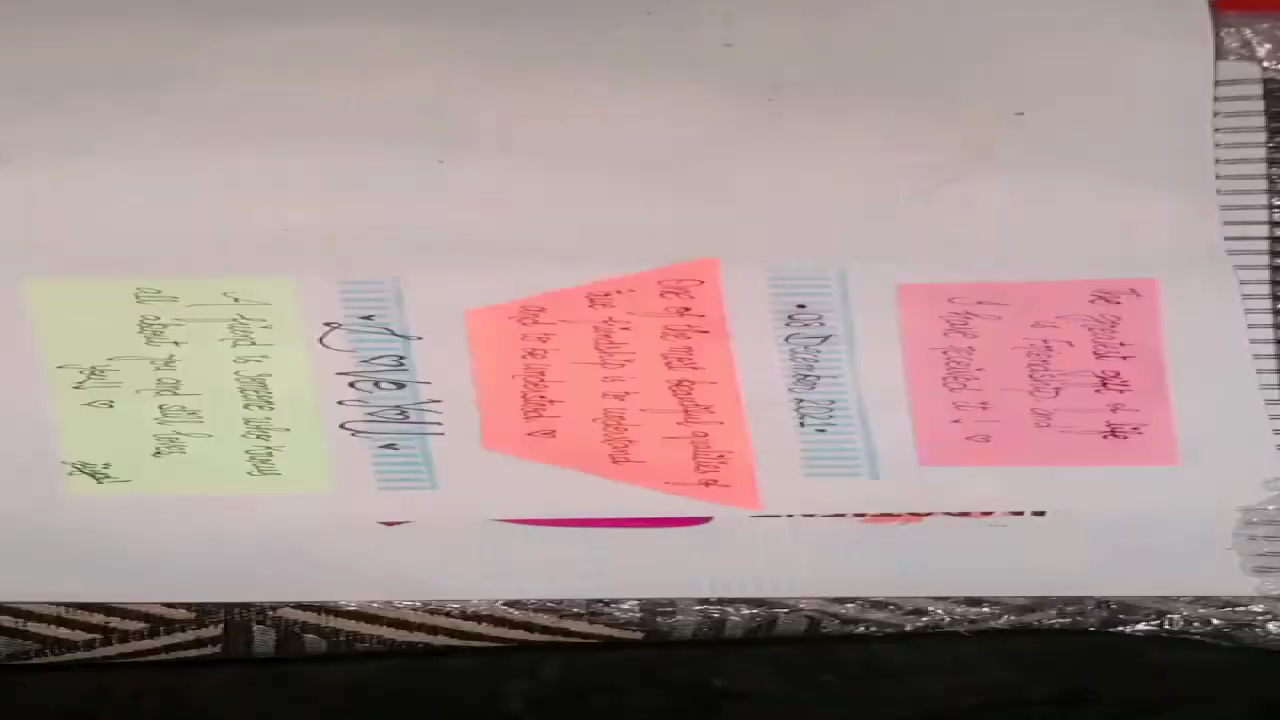 The greatest gift of life
is Friendship and
I have received it! ♡
•08 December 2021•
One of the most beautiful qualities of
true friendship is to understand
and to be understood ♡
Love You
A friend is someone who knows
all about you and still loves
you!! ♡